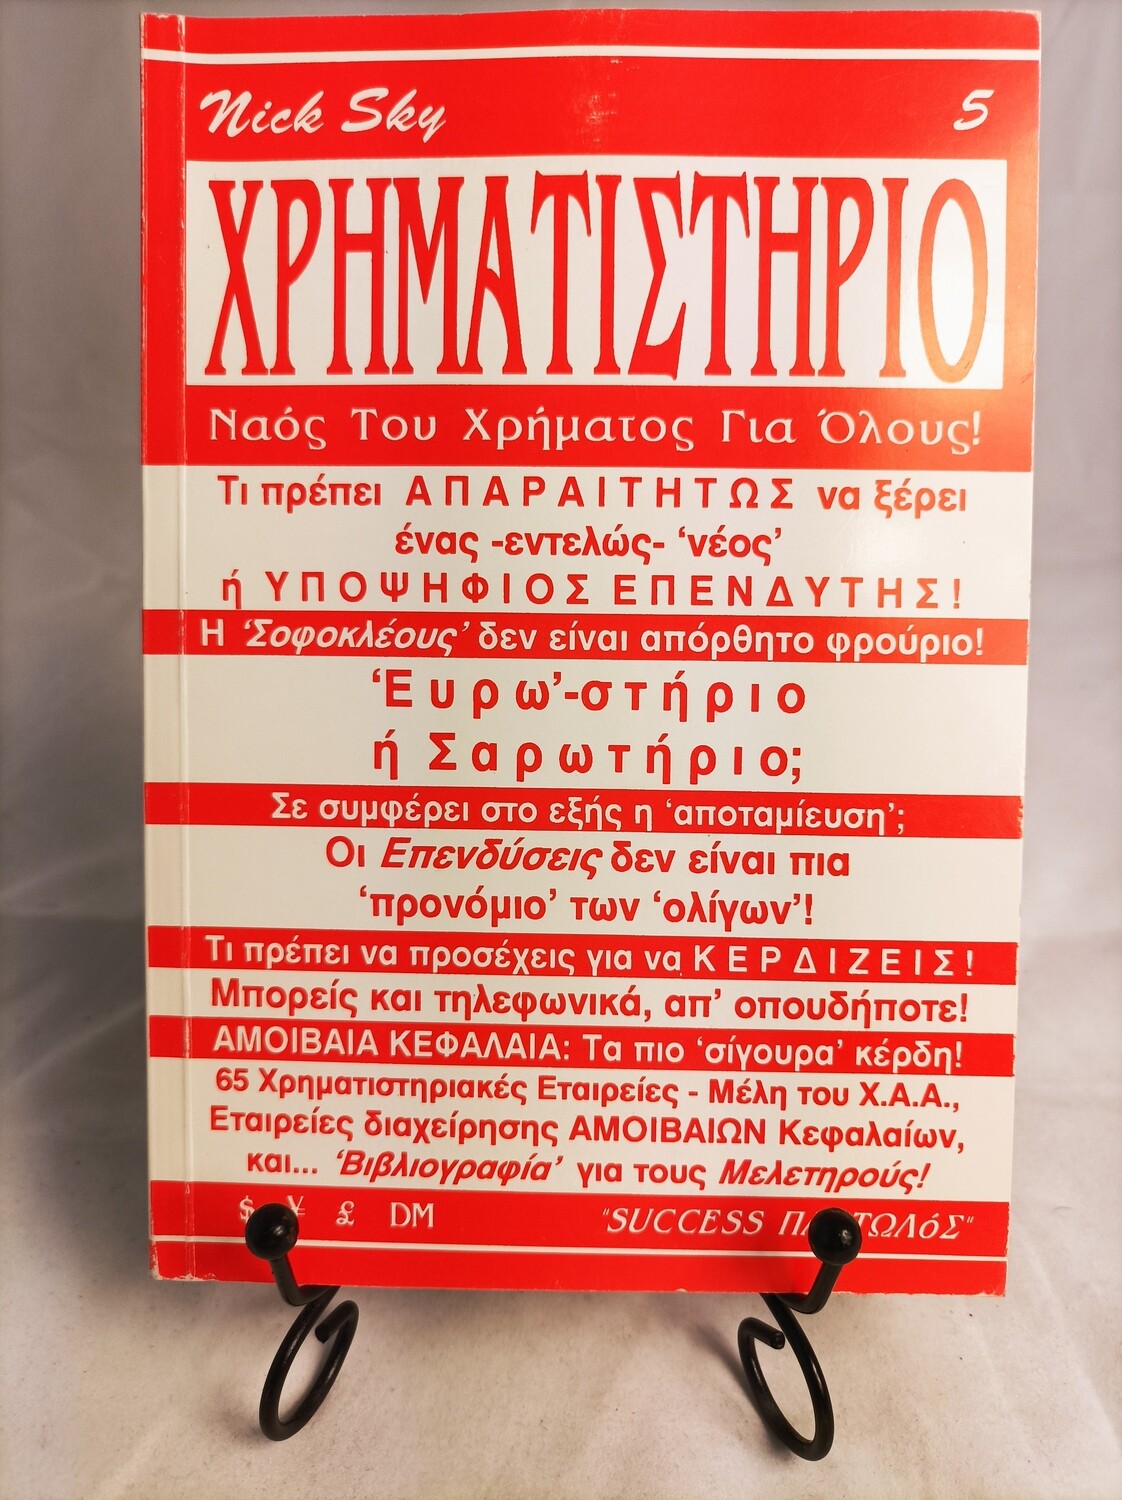 Nick Sky 5
ΧΡΗΜΑΤΙΣΤΗΡΙΟ
Ναός Του Χρήματος Για Όλους!
Τι πρέπει ΑΠΑΡΑΙΤΗΤΩΣ να ξέρει
ένας -εντελώς- ‘νέος’
ή ΥΠΟΨΗΦΙΟΣ ΕΠΕΝΔΥΤΗΣ!
Η ‘Σοφοκλέους’ δεν είναι απόρθητο φρούριο!
‘Ευρω’-στήριο
ή Σαρωτήριο;
Σε συμφέρει στο εξής η ‘αποταμίευση’;
Οι Επενδύσεις δεν είναι πια
‘προνόμιο’ των ‘ολίγων’!
Τι πρέπει να προσέχεις για να ΚΕΡΔΙΖΕΙΣ!
Μπορείς και τηλεφωνικά, απ’ οπουδήποτε!
ΑΜΟΙΒΑΙΑ ΚΕΦΑΛΑΙΑ: Τα πιο ‘σίγουρα’ κέρδη!
65 Χρηματιστηριακές Εταιρείες - Μέλη του Χ.Α.Α.,
Εταιρείες διαχείρησης ΑΜΟΙΒΑΙΩΝ Κεφαλαίων,
και... ‘Βιβλιογραφία’ για τους Μελετηρούς!
$ ¥ £ DM "SUCCESS